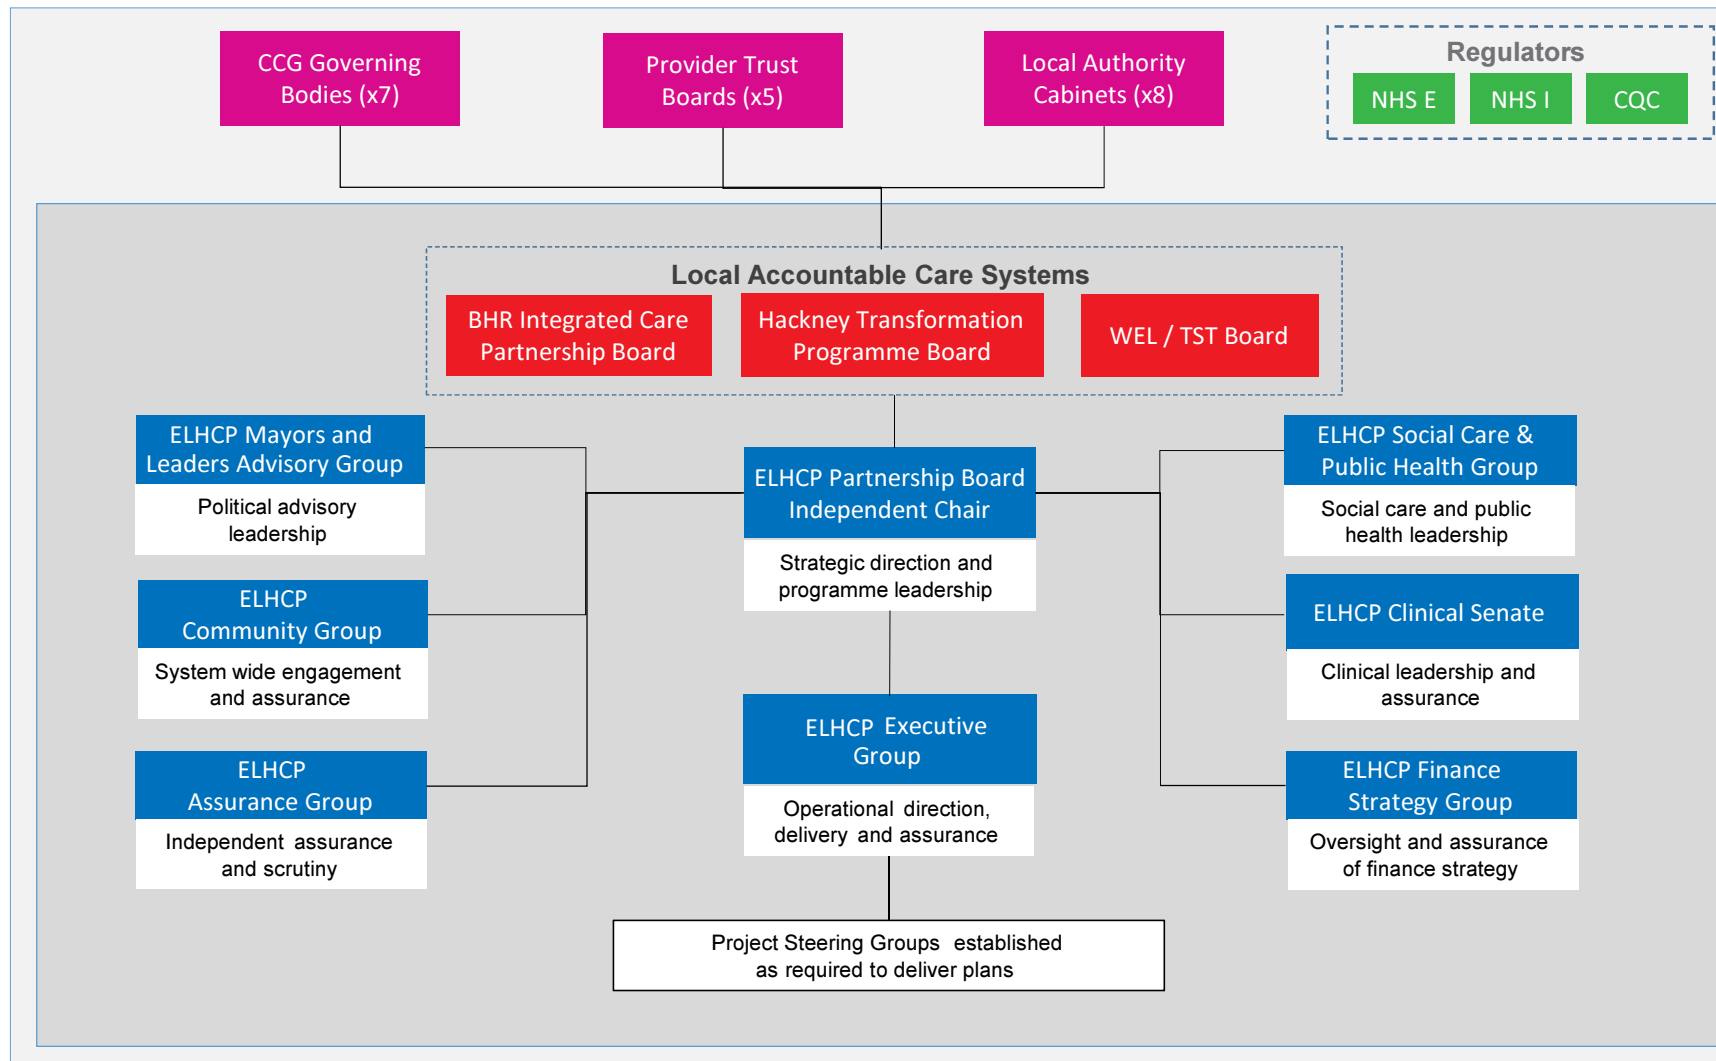 CCG Governing
Bodies (x7)
Provider Trust
Boards (x5)
Local Authority
Cabinets (x8)
Regulators
NHS E
NHS I
CQC
Local Accountable Care Systems
BHR Integrated Care
Partnership Board
Hackney Transformation
Programme Board
WEL / TST Board
ELHCP Mayors and
Leaders Advisory Group
Political advisory
leadership
ELHCP
Community Group
System wide engagement
and assurance
ELHCP
Assurance Group
Independent assurance
and scrutiny
ELHCP Partnership Board
Independent Chair
Strategic direction and
programme leadership
ELHCP Executive
Group
Operational direction,
delivery and assurance
Project Steering Groups established
as required to deliver plans
ELHCP Social Care &
Public Health Group
Social care and public
health leadership
ELHCP Clinical Senate
Clinical leadership and
assurance
ELHCP Finance
Strategy Group
Oversight and assurance
of finance strategy